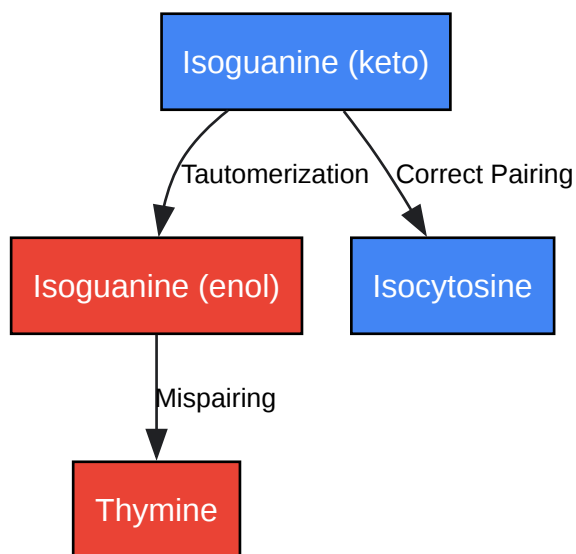 Isoguanine (keto)
Tautomerization
Correct Pairing
Isoguanine (enol)
Isocytosine
Mispairing
Thymine